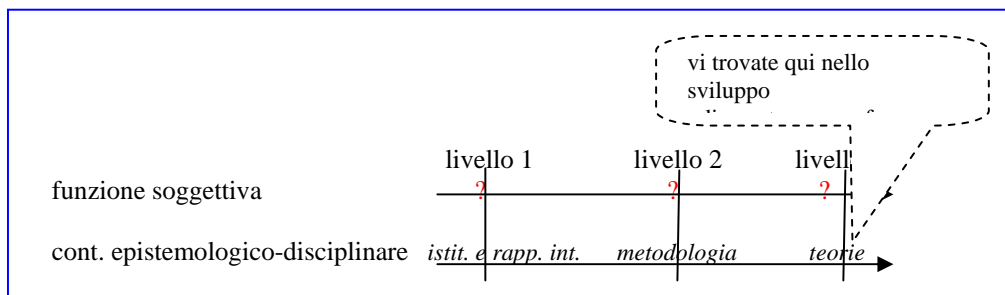 vi trovate qui nello
sviluppo
livello 1 livello 2 livell
funzione soggettiva ? ? ?
cont. epistemologico-disciplinare istit. e rapp. int. metodologia teorie